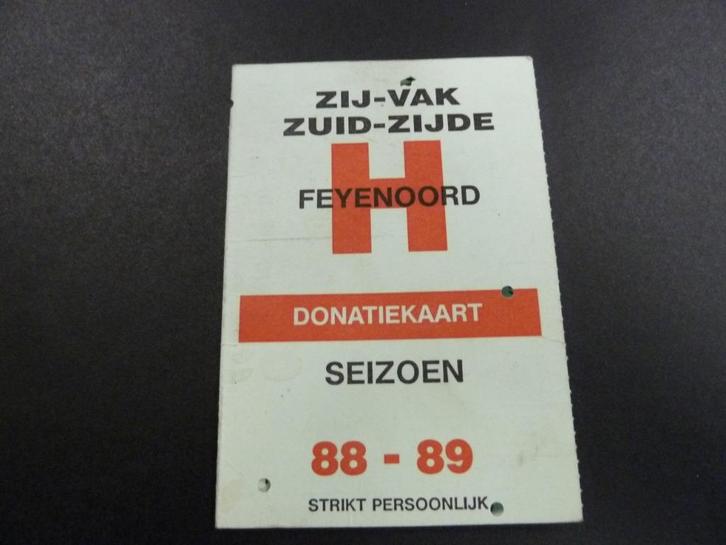 ZIJ-VAK
ZUID-ZIJDE
H
FEYENOORD
DONATIEKAART
SEIZOEN
88 - 89
STRIKT PERSOONLIJK